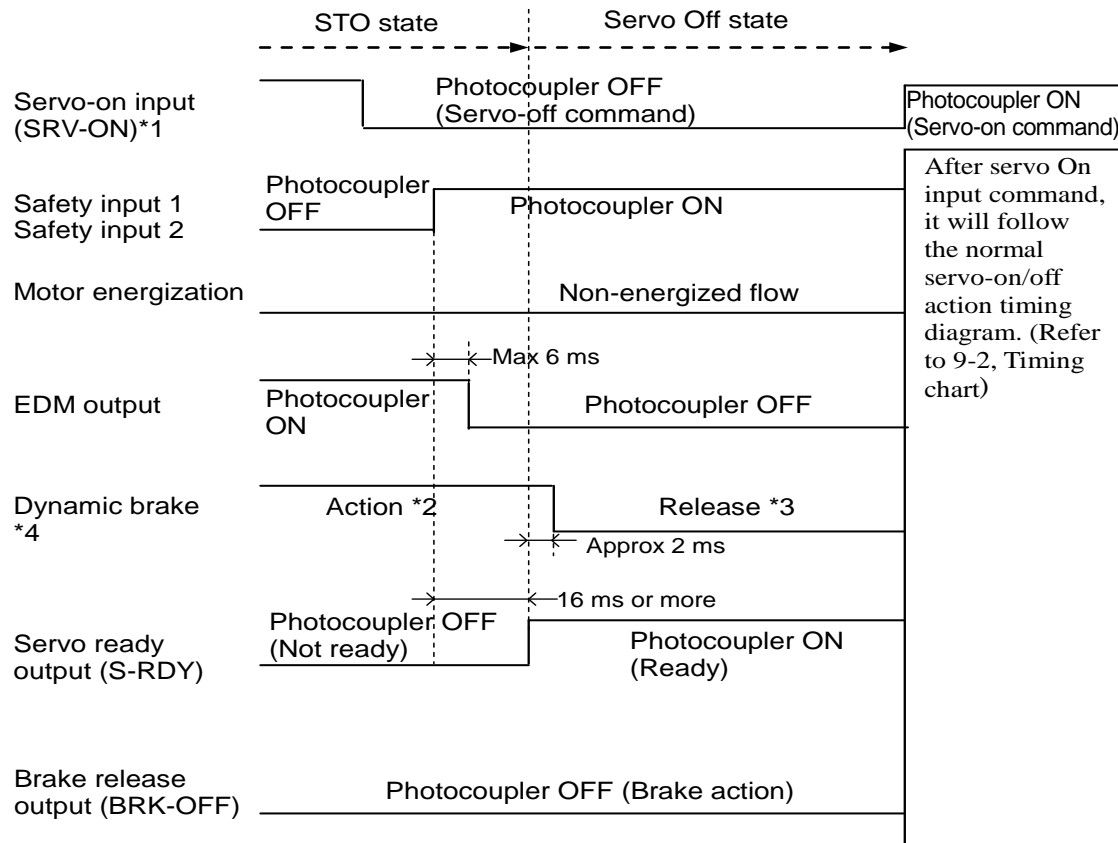 STO state
Servo Off state
Servo-on input
(SRV-ON)*1
Photocoupler OFF
(Servo-off command)
Photocoupler ON
(Servo-on command)
Safety input 1
Safety input 2
Photocoupler
OFF
Photocoupler ON
After servo On
input command,
it will follow
the normal
servo-on/off
action timing
diagram. (Refer
to 9-2, Timing
chart)
Motor energization
Non-energized flow
Max 6 ms
EDM output
Photocoupler
ON
Photocoupler OFF
Dynamic brake
*4
Action *2
Release *3
Approx 2 ms
16 ms or more
Servo ready
output (S-RDY)
Photocoupler OFF
(Not ready)
Photocoupler ON
(Ready)
Brake release
output (BRK-OFF)
Photocoupler OFF (Brake action)